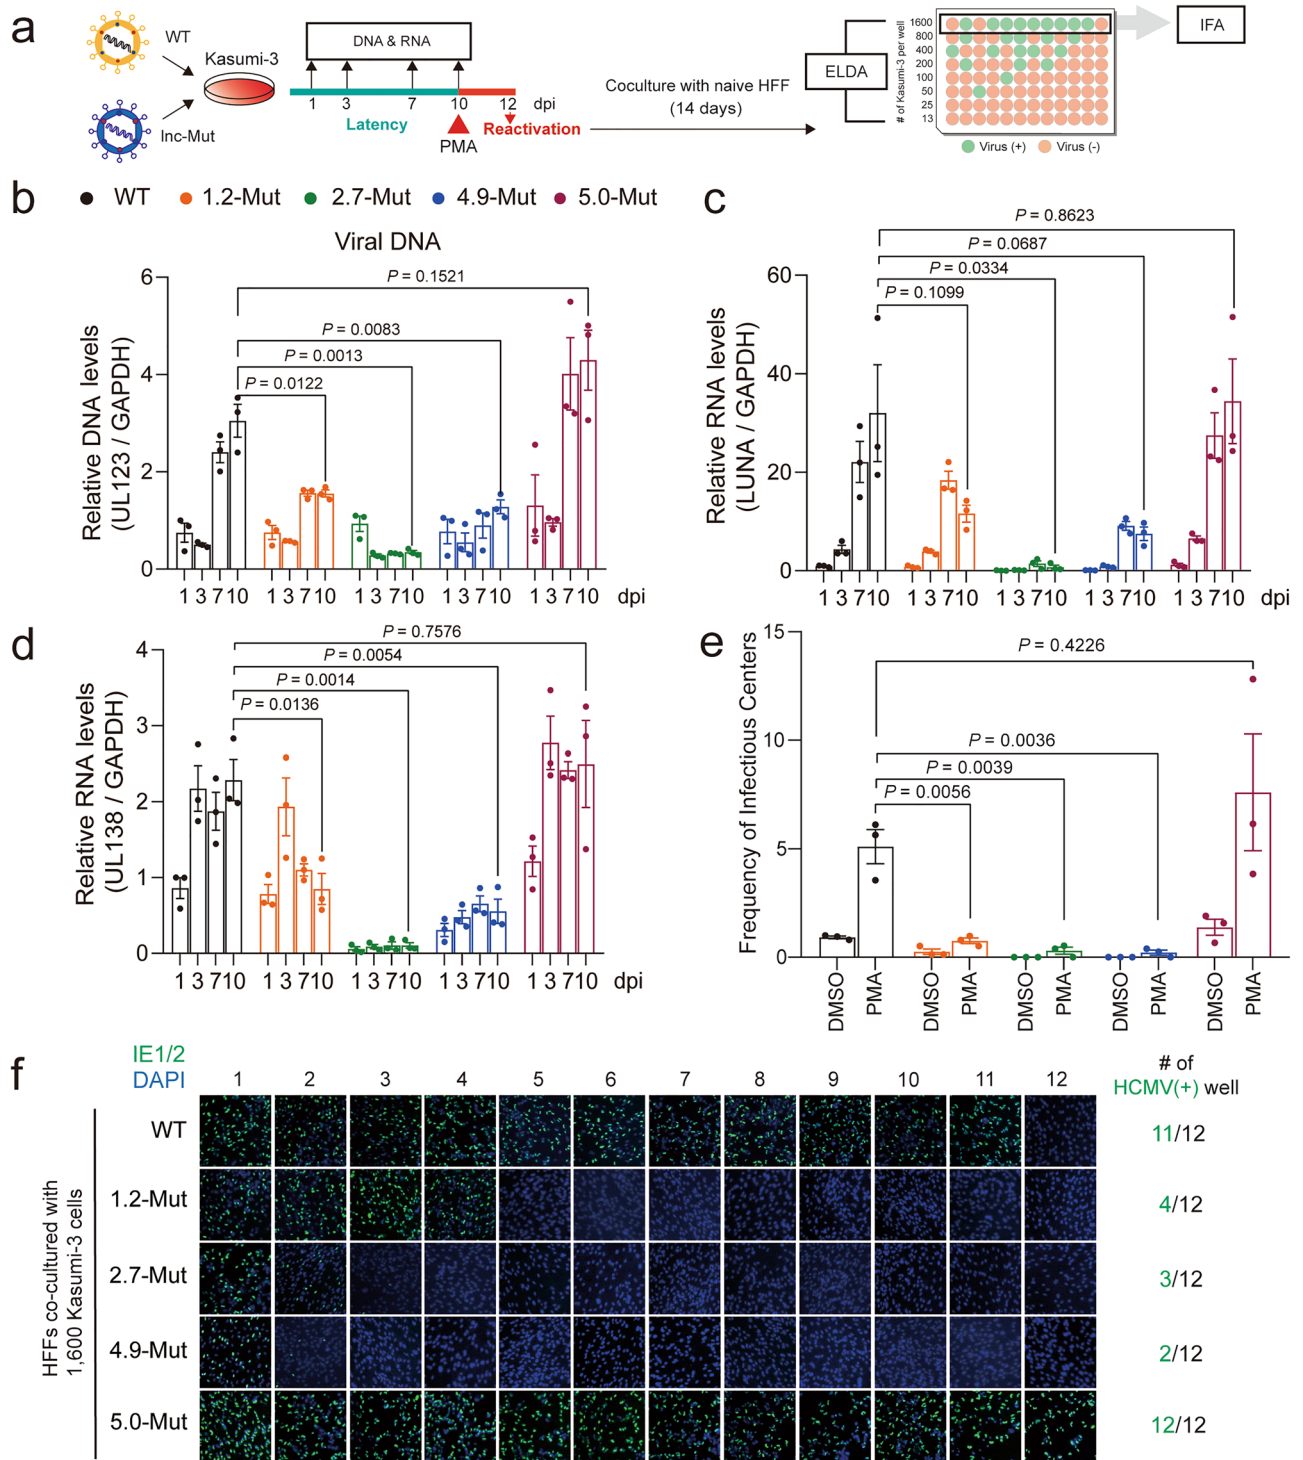 a
WT
lnc-Mut
Kasumi-3
DNA & RNA
1 3 7 10 12 dpi
Latency
Reactivation
PMA
Coculture with naive HFF
(14 days)
ELDA
# of Kasumi-3 per well
1600
800
400
200
100
50
25
13
Virus (+) Virus (-)
IFA
b
WT 1.2-Mut 2.7-Mut 4.9-Mut 5.0-Mut
Viral DNA
Relative DNA levels
(UL123 / GAPDH)
6
4
2
0
P = 0.1521
P = 0.0083
P = 0.0013
P = 0.0122
1 3 7 10 1 3 7 10 1 3 7 10 1 3 7 10 1 3 7 10 dpi
c
Relative RNA levels
(LUNA / GAPDH)
60
40
20
0
P = 0.8623
P = 0.0687
P = 0.0334
P = 0.1099
1 3 7 10 1 3 7 10 1 3 7 10 1 3 7 10 1 3 7 10 dpi
d
Relative RNA levels
(UL138 / GAPDH)
4
3
2
1
0
P = 0.7576
P = 0.0054
P = 0.0014
P = 0.0136
1 3 7 10 1 3 7 10 1 3 7 10 1 3 7 10 1 3 7 10 dpi
e
Frequency of Infectious Centers
15
10
5
0
P = 0.4226
P = 0.0036
P = 0.0039
P = 0.0056
DMSO PMA DMSO PMA DMSO PMA DMSO PMA DMSO PMA
f
IE1/2
DAPI
1 2 3 4 5 6 7 8 9 10 11 12
# of
HCMV(+) well
HFFs co-cultured with
1,600 Kasumi-3 cells
WT 11/12
1.2-Mut 4/12
2.7-Mut 3/12
4.9-Mut 2/12
5.0-Mut 12/12